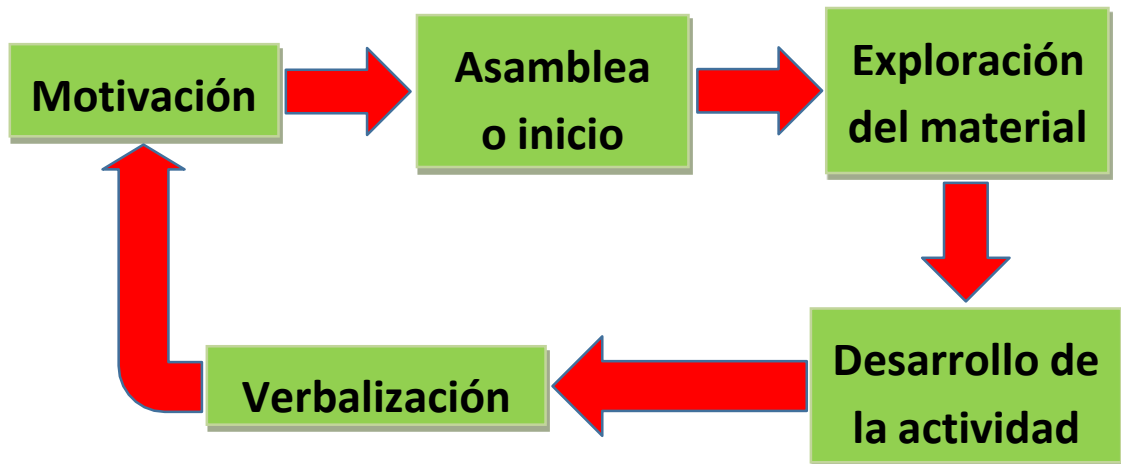 Motivación
Asamblea
o inicio
Exploración
del material
Desarrollo de
la actividad
Verbalización